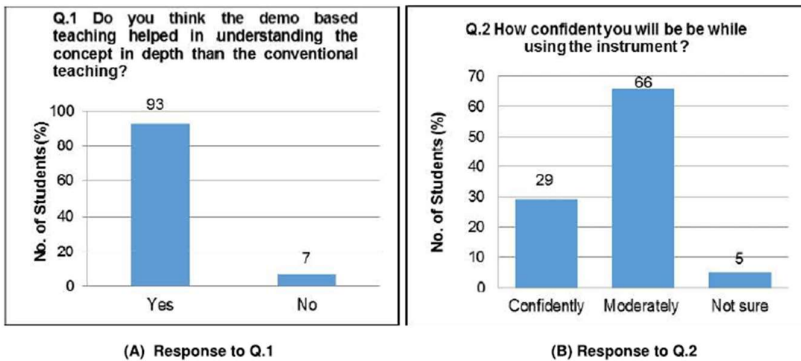 Q.1 Do you think the demo based
teaching helped in understanding the
concept in depth than the conventional
teaching?
No. of Students (%)
100
80
60
40
20
0
93
7
Yes
No
(A) Response to Q.1
Q.2 How confident you will be be while
using the instrument ?
No. of Students (%)
70
60
50
40
30
20
10
0
29
66
5
Confidently
Moderately
Not sure
(B) Response to Q.2